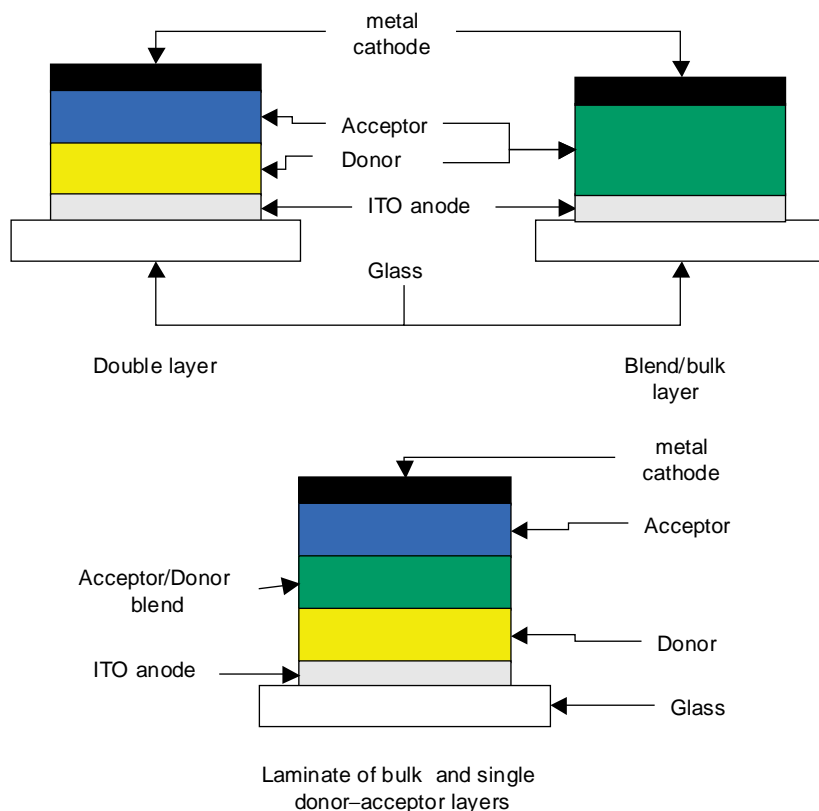 metal
cathode
Acceptor
Donor
ITO anode
Glass
Double layer
Blend/bulk
layer
metal
cathode
Acceptor
Acceptor/Donor
blend
Donor
ITO anode
Glass
Laminate of bulk and single
donor–acceptor layers